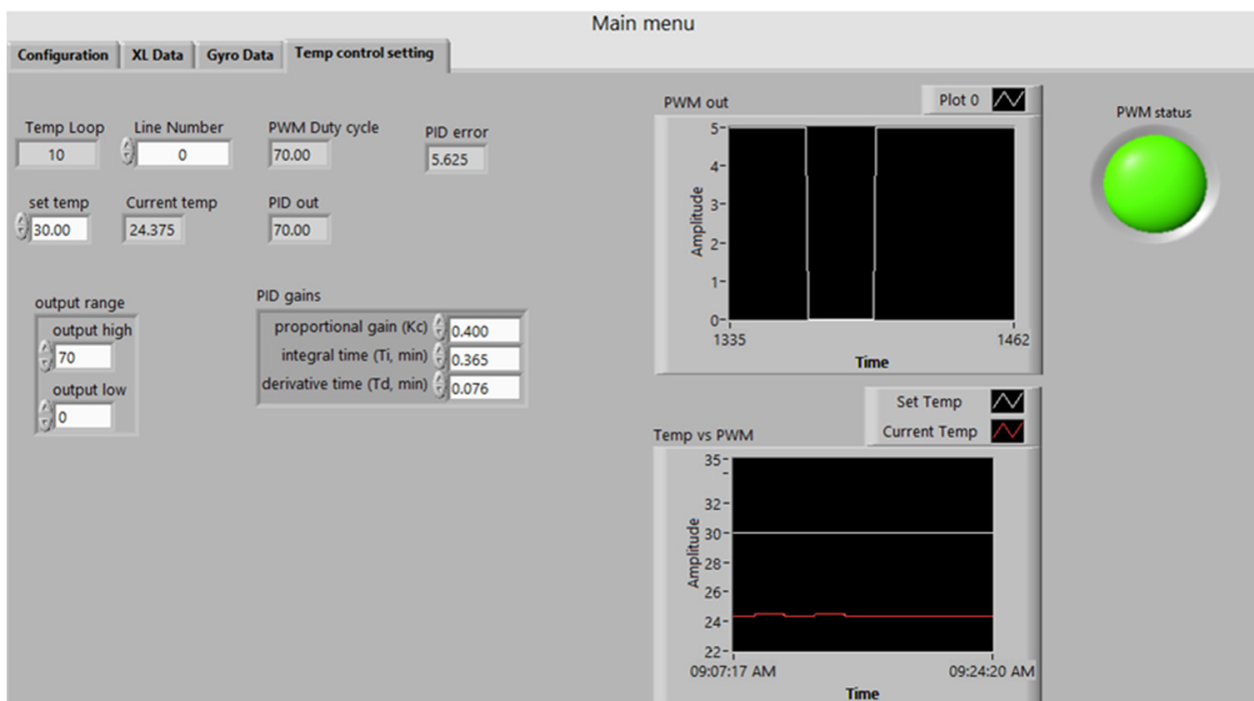 Main menu
Configuration XL Data Gyro Data Temp control setting
Temp Loop Line Number PWM Duty cycle PID error
10 0 70.00 5.625
set temp Current temp PID out
30.00 24.375 70.00
output range
output high
70
output low
0
PID gains
proportional gain (Kc) 0.400
integral time (Ti, min) 0.365
derivative time (Td, min) 0.076
PWM out Plot 0
5
4
3
2
1
0
Amplitude
1335 1462
Time
PWM status
Set Temp
Current Temp
Temp vs PWM
35
32
30
28
26
24
22
Amplitude
09:07:17 AM 09:24:20 AM
Time